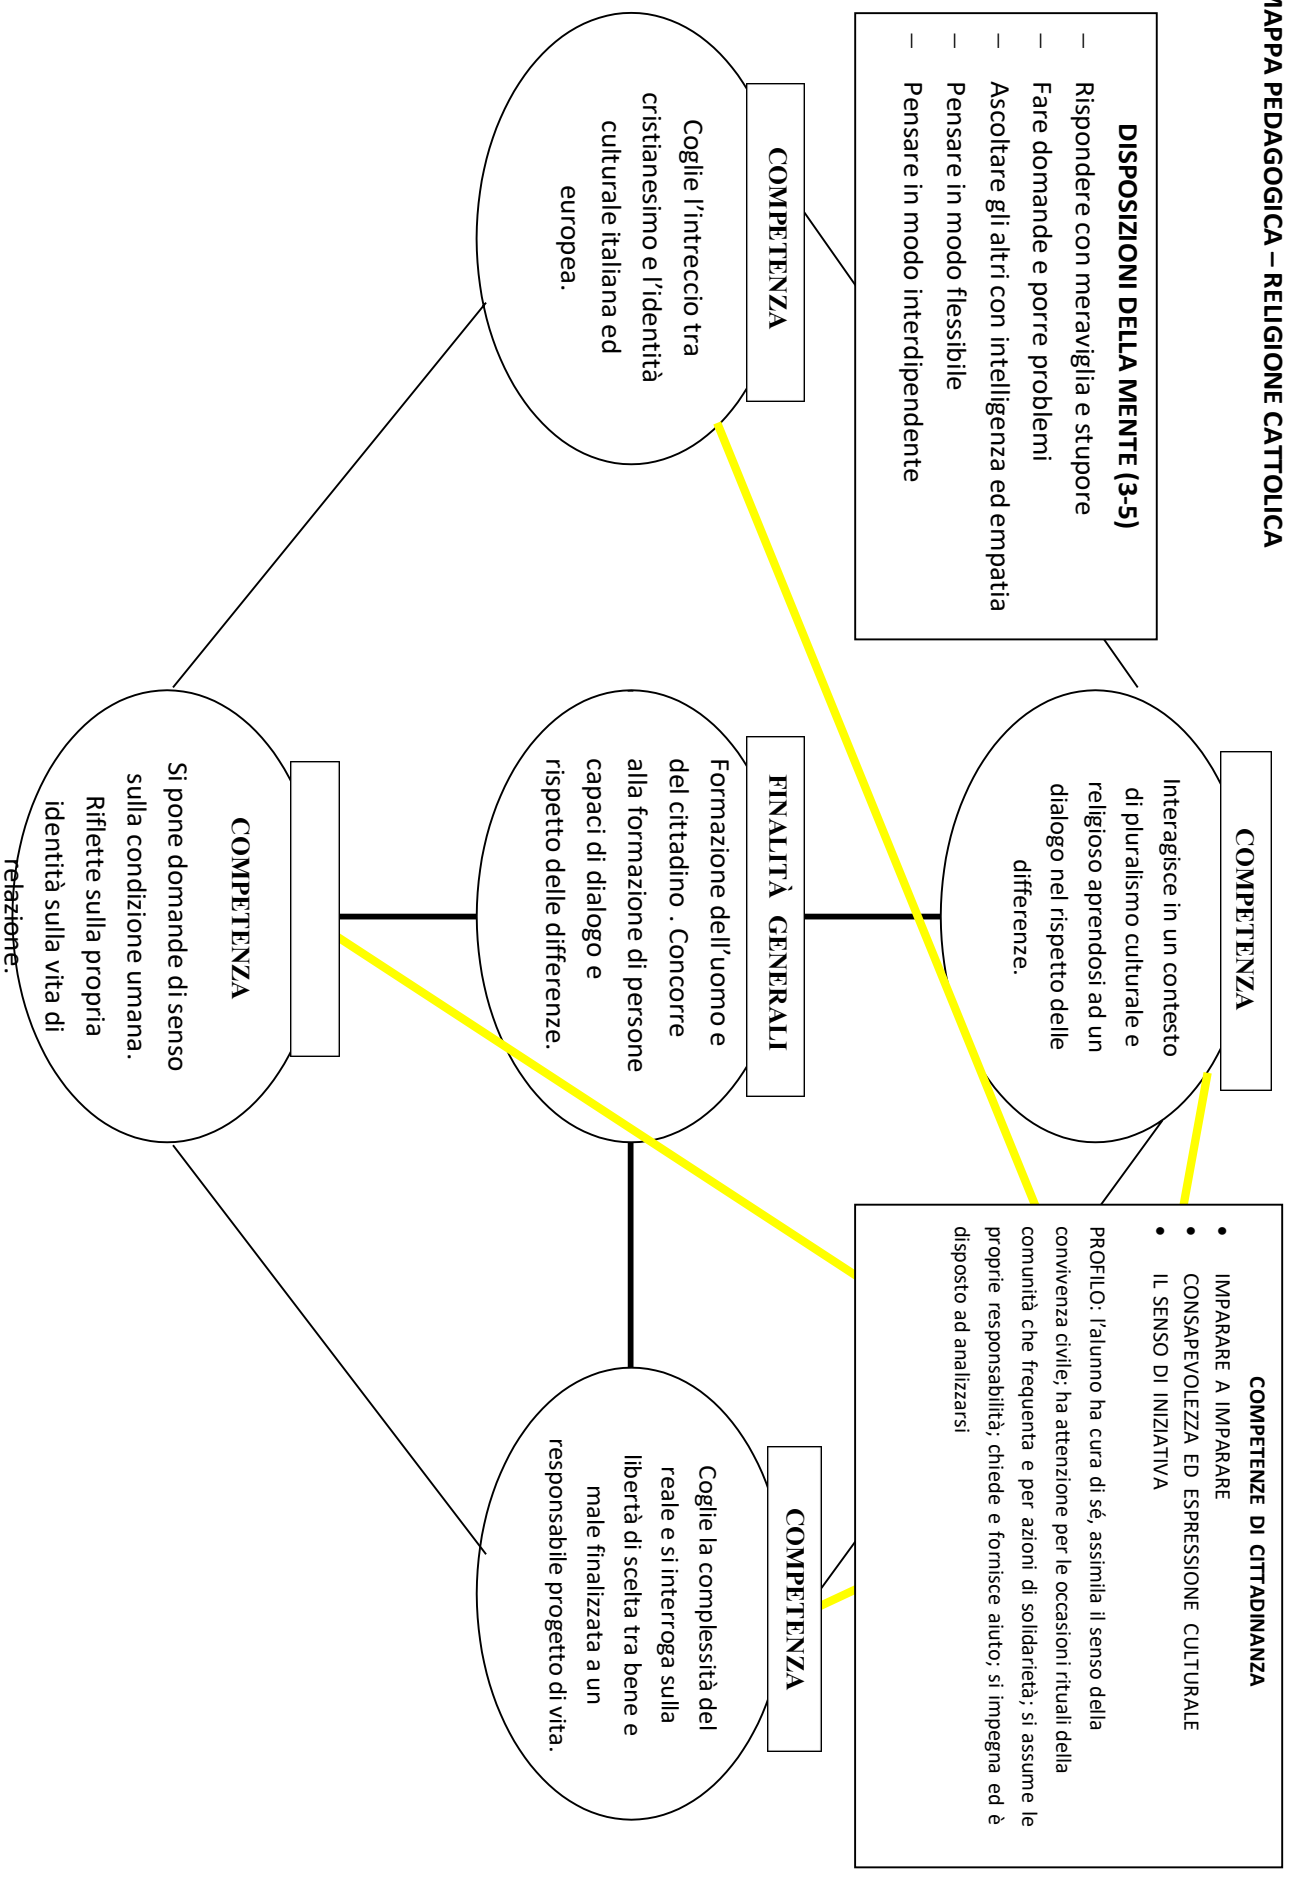 MAPPA PEDAGOGICA – RELIGIONE CATTOLICA
DISPOSIZIONI DELLA MENTE (3-5)
– Rispondere con meraviglia e stupore
– Fare domande e porre problemi
– Ascoltare gli altri con intelligenza ed empatia
– Pensare in modo flessibile
– Pensare in modo interdipendente
COMPETENZA
Interagisce in un contesto
di pluralismo culturale e
religioso aprendosi ad un
dialogo nel rispetto delle
differenze.
COMPETENZE DI CITTADINANZA
• IMPARARE A IMPARARE
• CONSAPEVOLEZZA ED ESPRESSIONE CULTURALE
• IL SENSO DI INIZIATIVA
PROFILO: l'alunno ha cura di sé, assimila il senso della
convivenza civile; ha attenzione per le occasioni rituali della
comunità che frequenta e per azioni di solidarietà; si assume le
proprie responsabilità; chiede e fornisce aiuto; si impegna ed è
disposto ad analizzarsi
COMPETENZA
Coglie l'intreccio tra
cristianesimo e l'identità
culturale italiana ed
europea.
FINALITÀ GENERALI
Formazione dell'uomo e
del cittadino . Concorre
alla formazione di persone
capaci di dialogo e
rispetto delle differenze.
COMPETENZA
Coglie la complessità del
reale e si interroga sulla
libertà di scelta tra bene e
male finalizzata a un
responsabile progetto di vita.
COMPETENZA
Si pone domande di senso
sulla condizione umana.
Riflette sulla propria
identità sulla vita di
relazione.